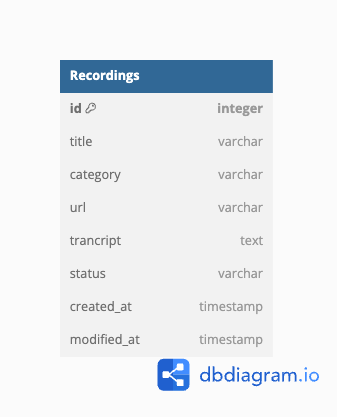 Recordings
id integer
title varchar
category varchar
url varchar
trancript text
status varchar
created_at timestamp
modified_at timestamp
dbdiagram.io